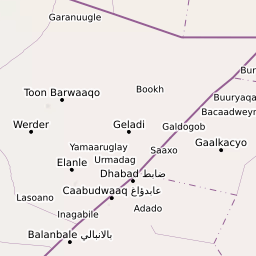 Garanuugle
Bookh
Bur
Toon Barwaaqo
Buuryaqa
Bacaadweyn
Werder
Geladi
Galdogob
Yamaaruglay
Saaxo
Gaalkacyo
Urmadag
Elanle
Dhabad ضابط
Caabudwaaq عابدؤاغ
Lasoano
Adado
Inagabile
Balanbale بالانبالي